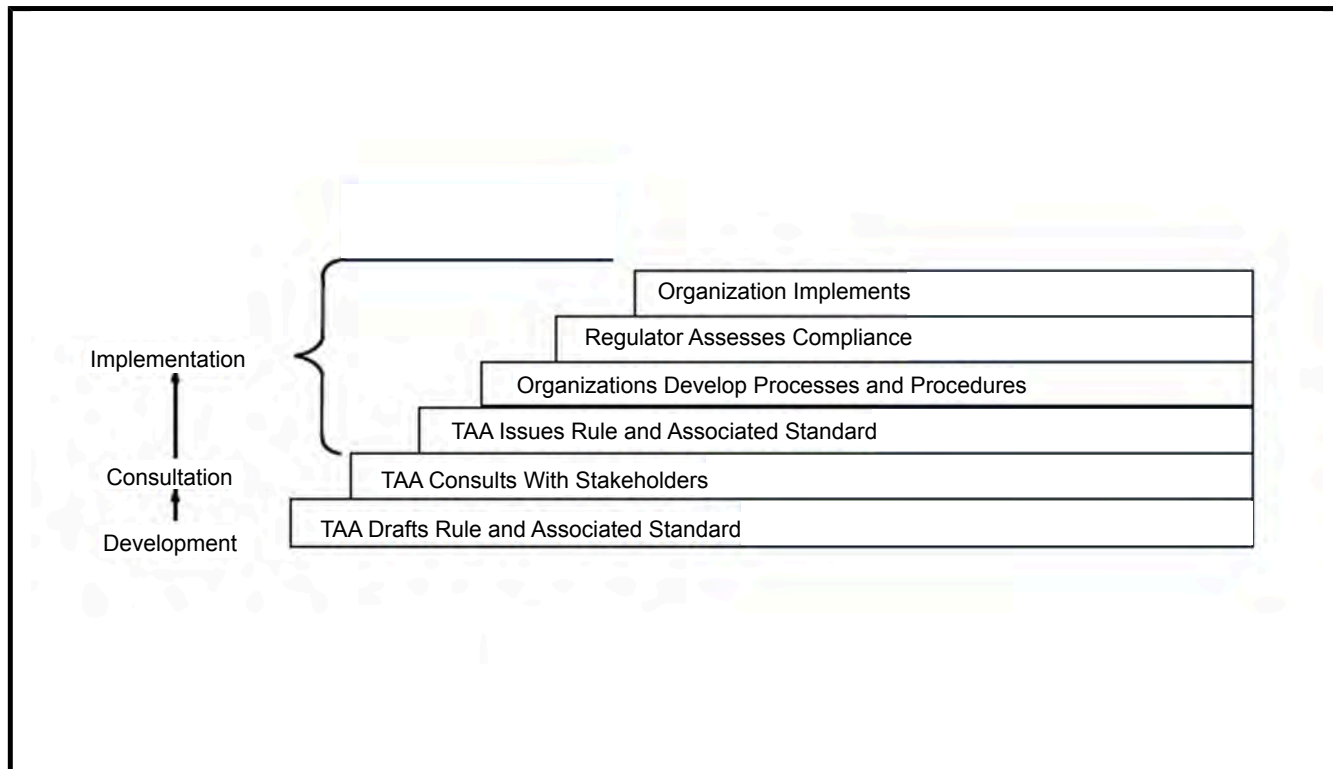 Organization Implements
Regulator Assesses Compliance
Implementation
Organizations Develop Processes and Procedures
TAA Issues Rule and Associated Standard
Consultation
TAA Consults With Stakeholders
TAA Drafts Rule and Associated Standard
Development